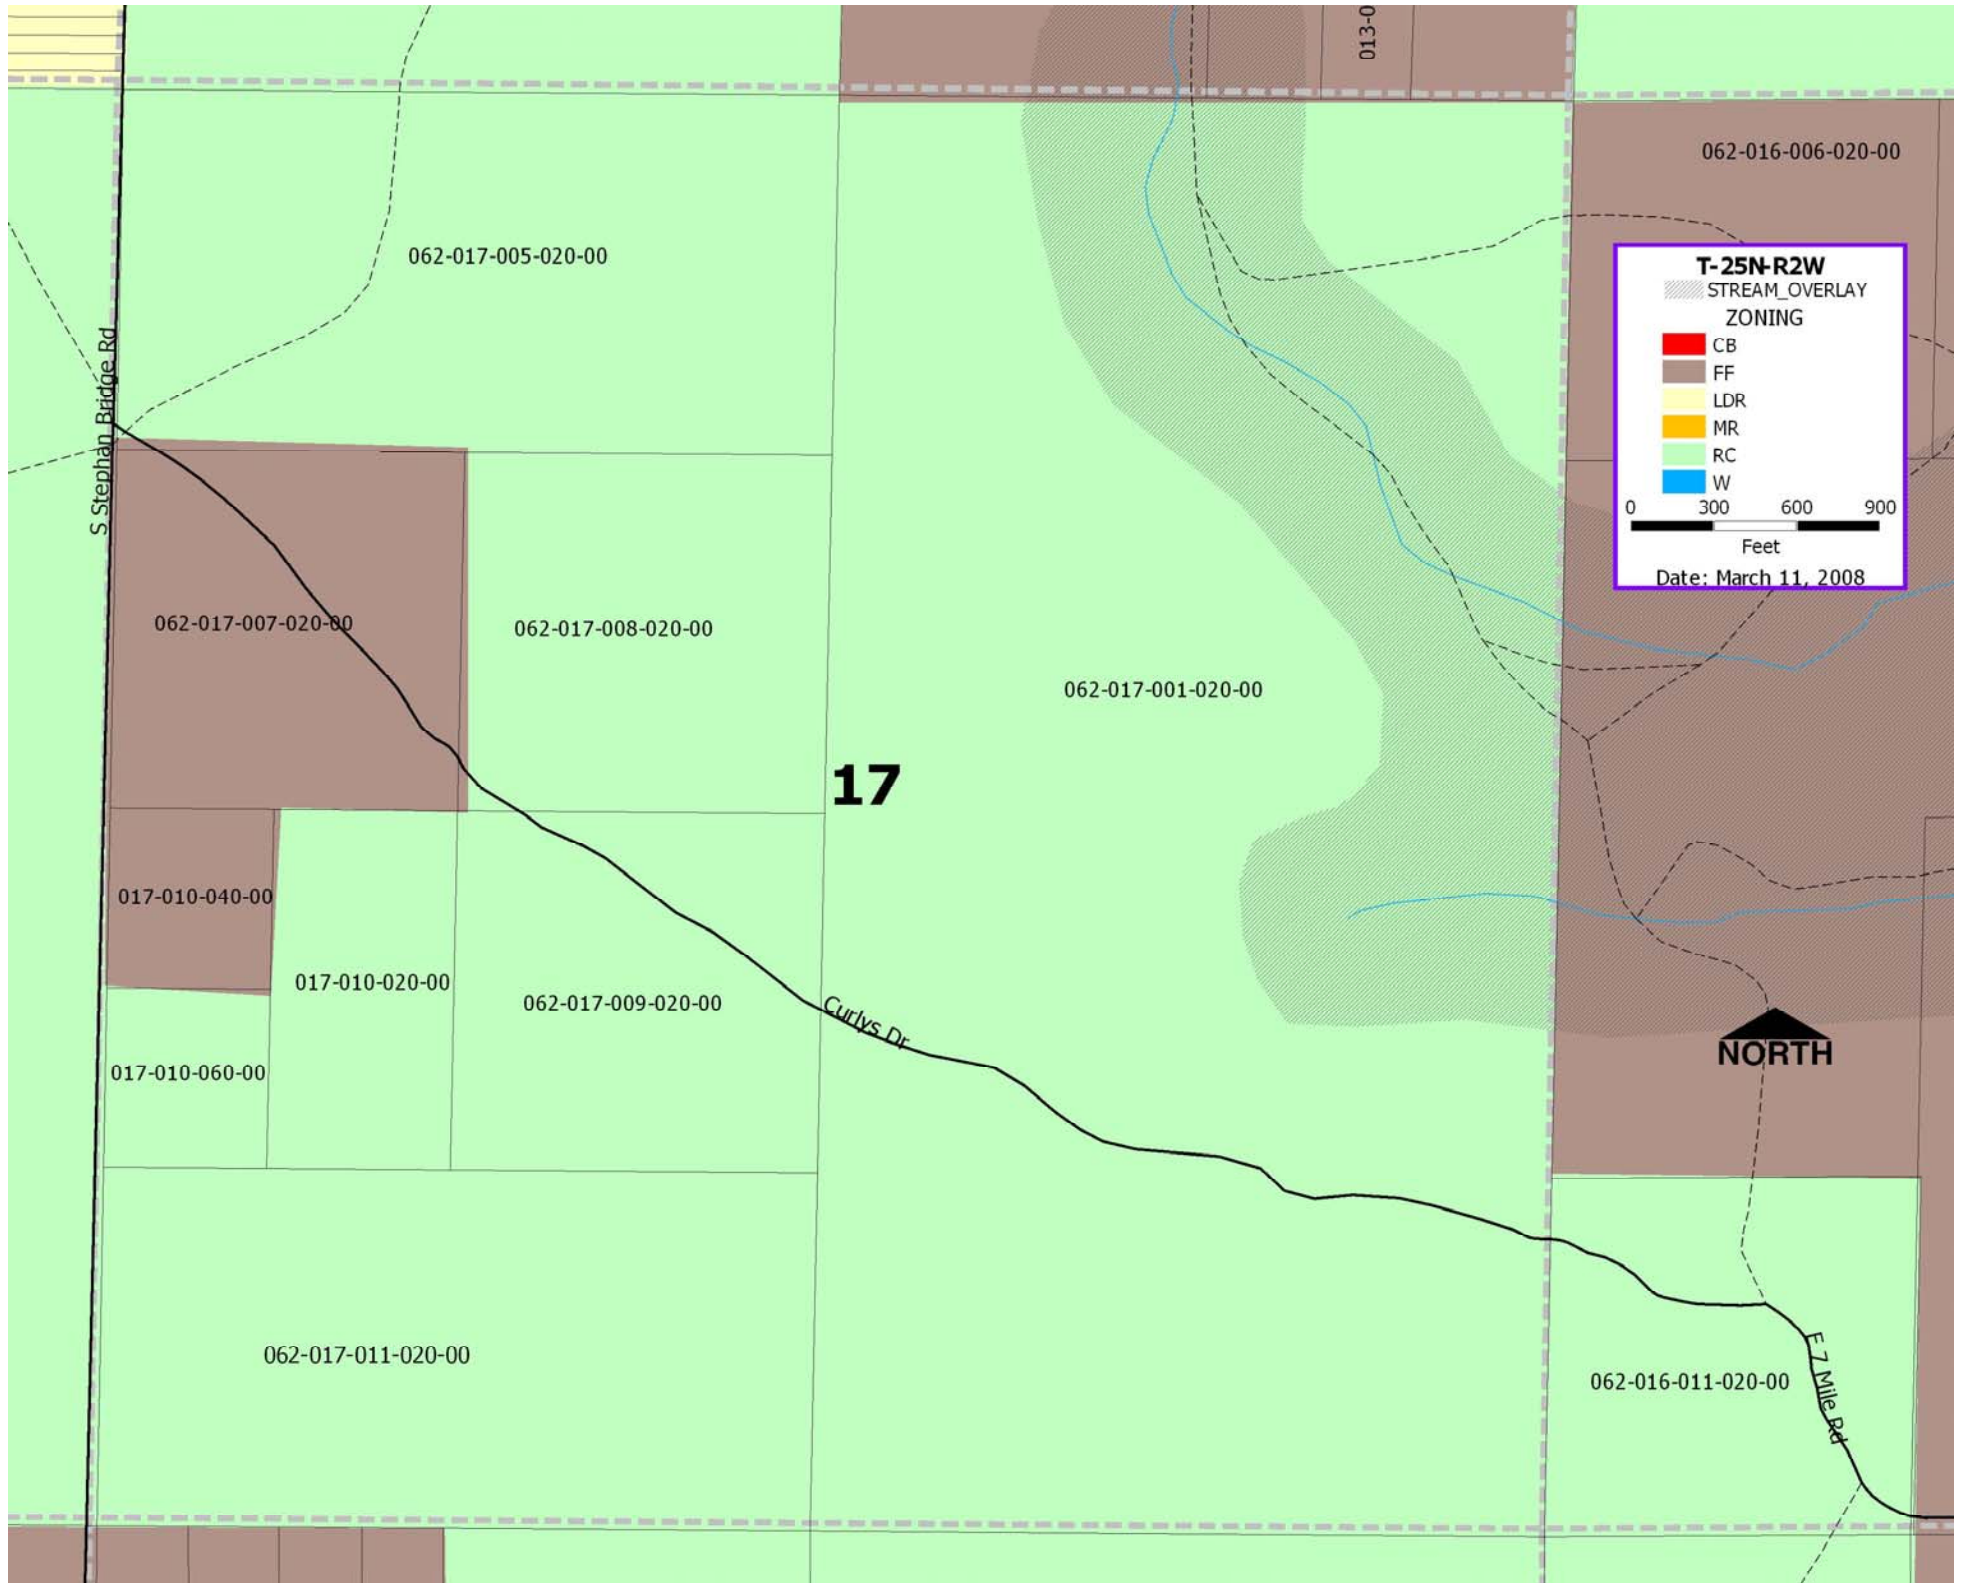 013-0
062-016-006-020-00
062-017-005-020-00
T-25N-R2W
STREAM_OVERLAY
ZONING
CB
FF
LDR
MR
RC
W
0 300 600 900
Feet
Date: March 11, 2008
S Stephan Bridge Rd
062-017-007-020-00
062-017-008-020-00
062-017-001-020-00
17
017-010-040-00
017-010-020-00
062-017-009-020-00
Curlys Dr
NORTH
017-010-060-00
062-017-011-020-00
E 7 Mile Rd
062-016-011-020-00